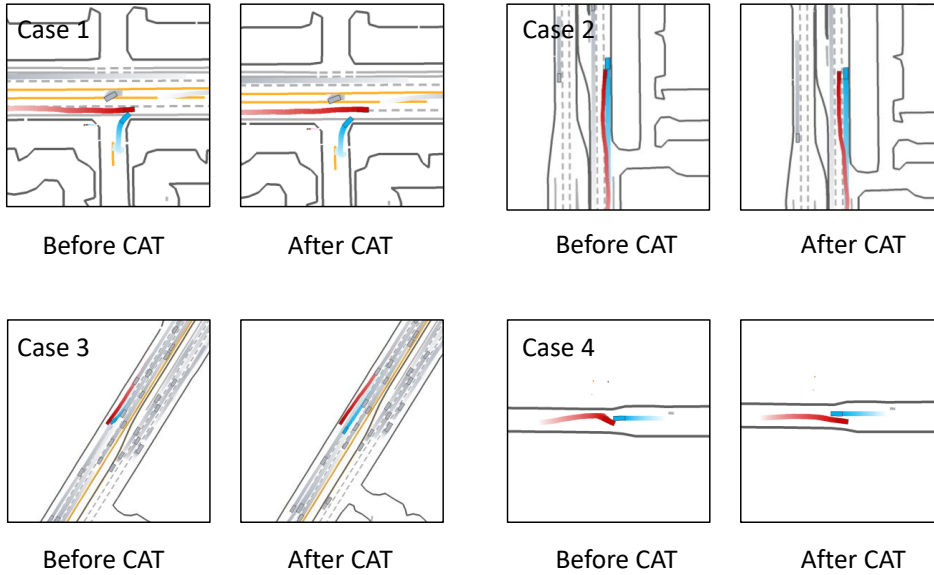 Case 1
Case 2
Before CAT
After CAT
Before CAT
After CAT
Case 3
Case 4
Before CAT
After CAT
Before CAT
After CAT